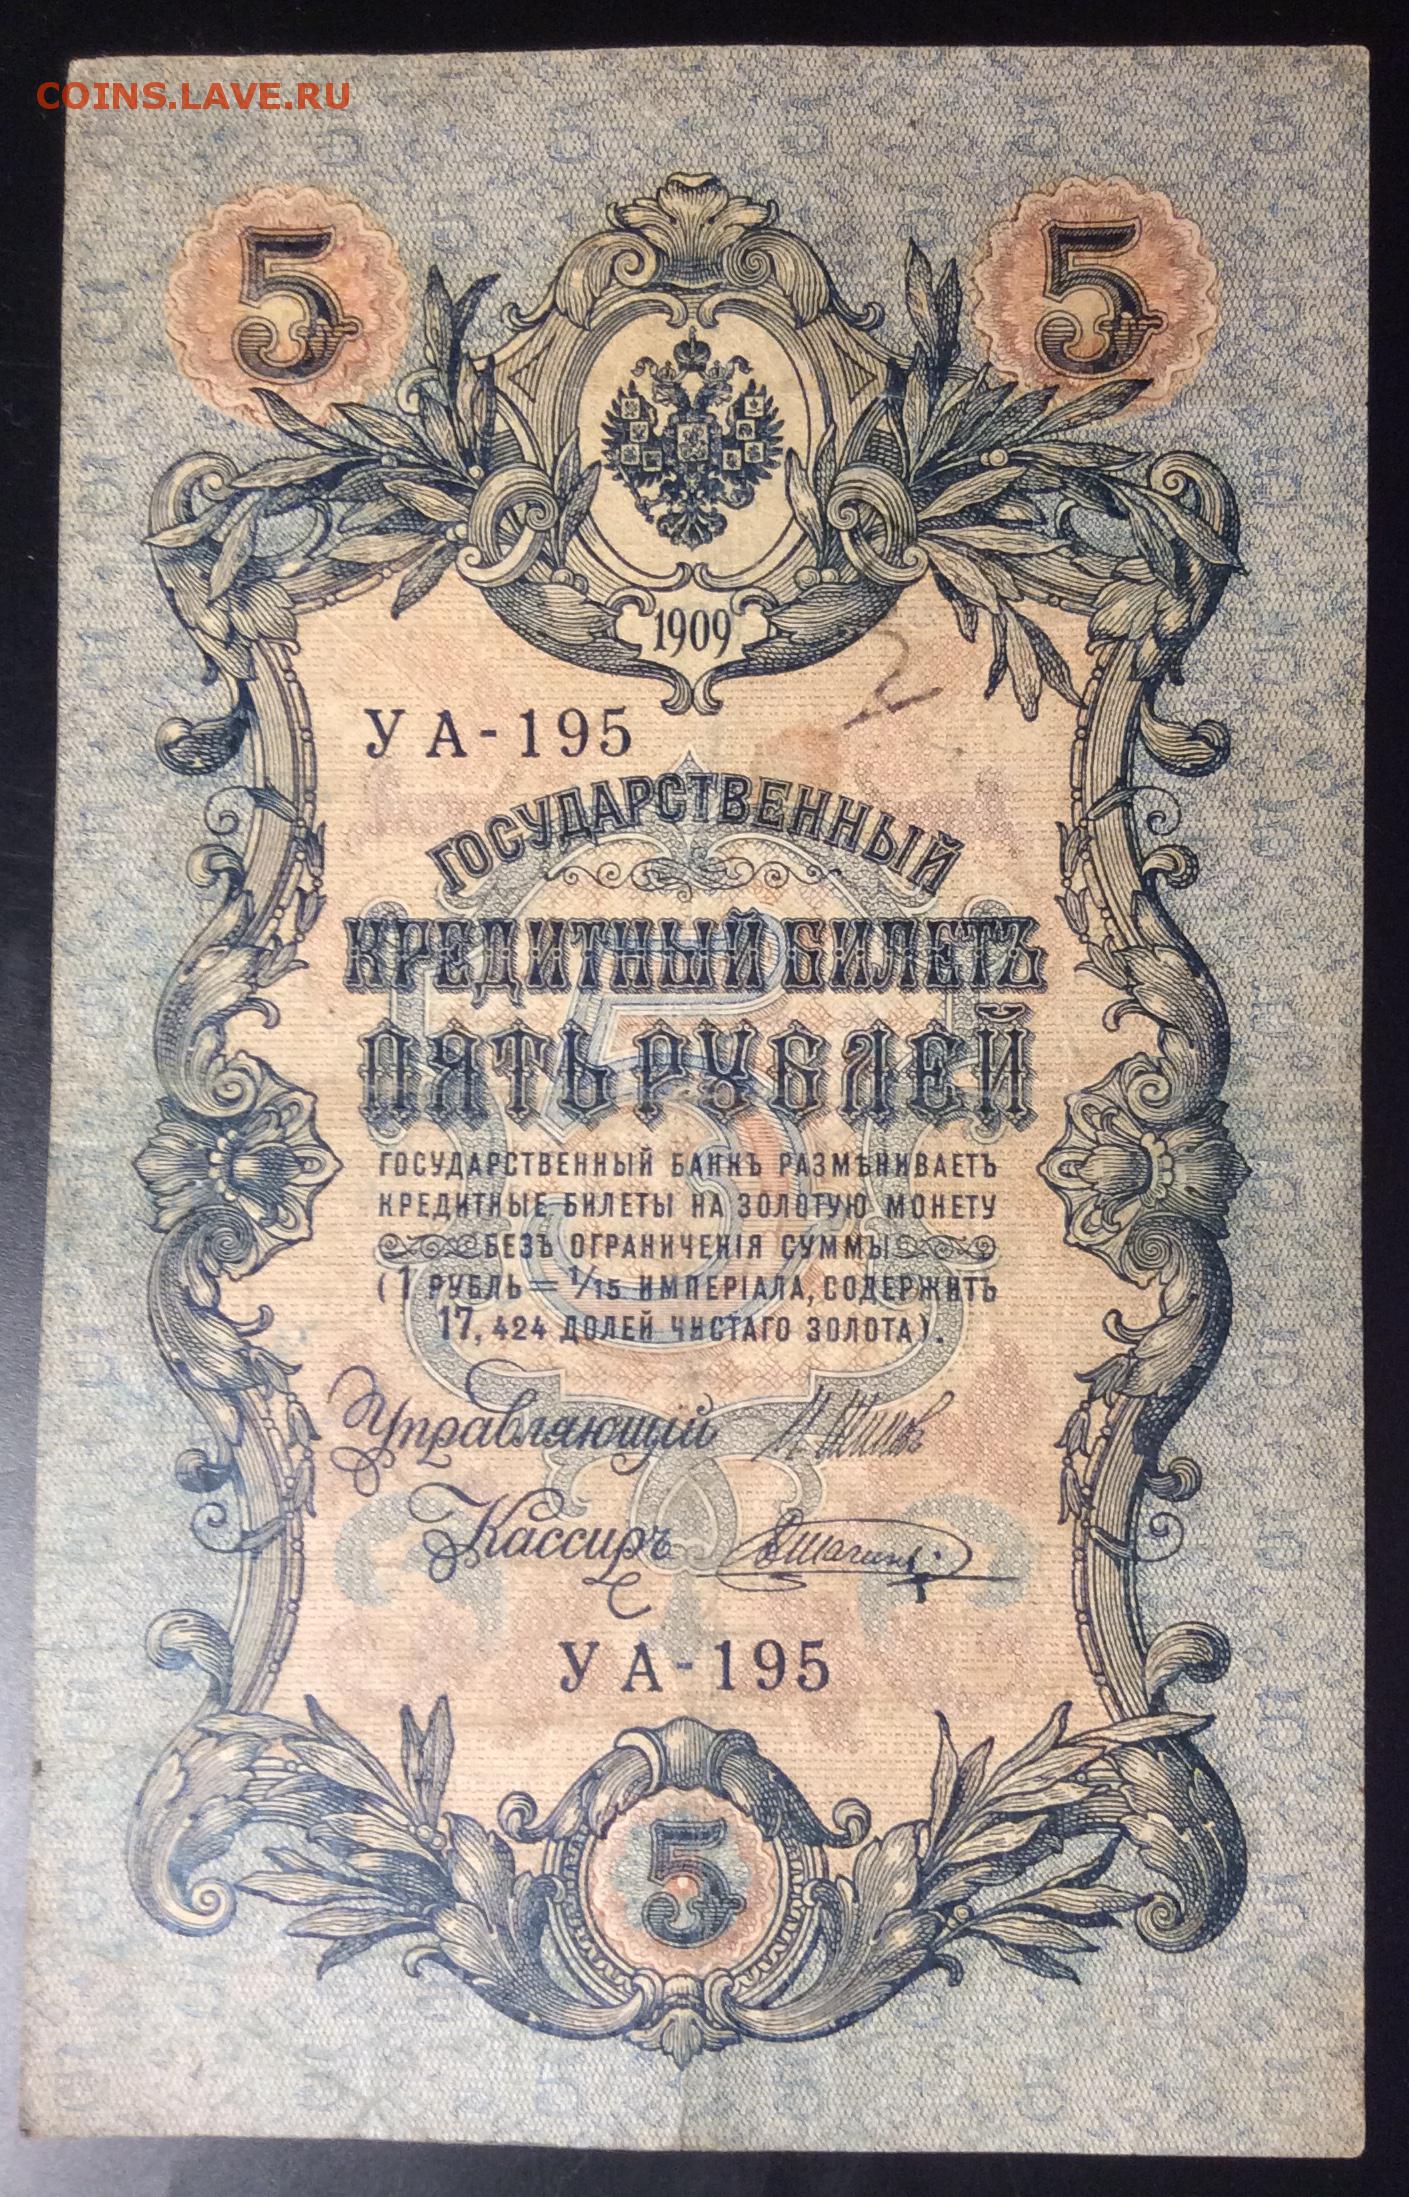 COINS.LAVE.RU
5 5
1909
УА-195
ГОСУДАРСТВЕННЫЙ
КРЕДИТНЫЙ БИЛЕТЪ
ПЯТЬ РУБЛЕЙ
ГОСУДАРСТВЕННЫЙ БАНКЪ РАЗМѢНИВАЕТЪ
КРЕДИТНЫЕ БИЛЕТЫ НА ЗОЛОТУЮ МОНЕТУ
БЕЗЪ ОГРАНИЧЕНІЯ СУММЫ
(1 РУБЛЬ = 1/15 ИМПЕРІАЛА, СОДЕРЖИТЪ
17,424 ДОЛЕЙ ЧИСТАГО ЗОЛОТА).
Управляющій И Шипов
Кассиръ Шагин
УА-195
5